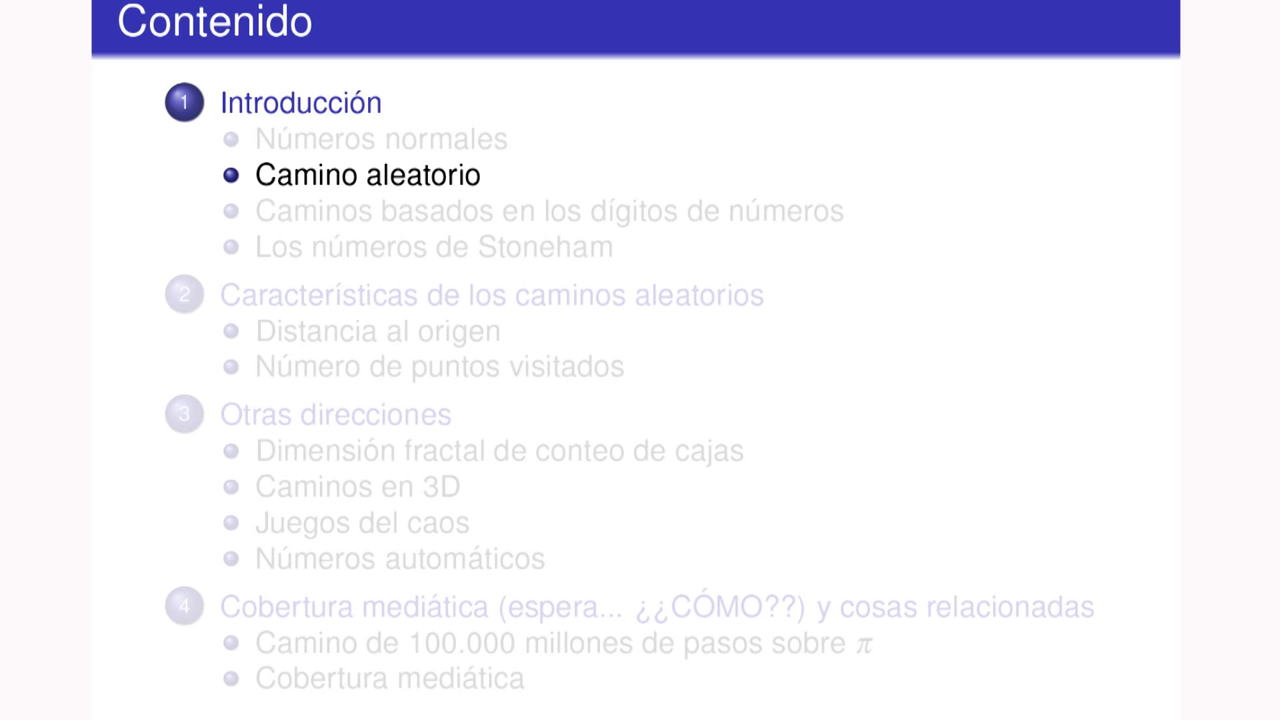 Contenido
1 Introducción
Números normales
Camino aleatorio
Caminos basados en los dígitos de números
Los números de Stoneham
2 Características de los caminos aleatorios
Distancia al origen
Número de puntos visitados
3 Otras direcciones
Dimensión fractal de conteo de cajas
Caminos en 3D
Juegos del caos
Números automáticos
4 Cobertura mediática (espera... ¿¿CÓMO??) y cosas relacionadas
Camino de 100.000 millones de pasos sobre π
Cobertura mediática